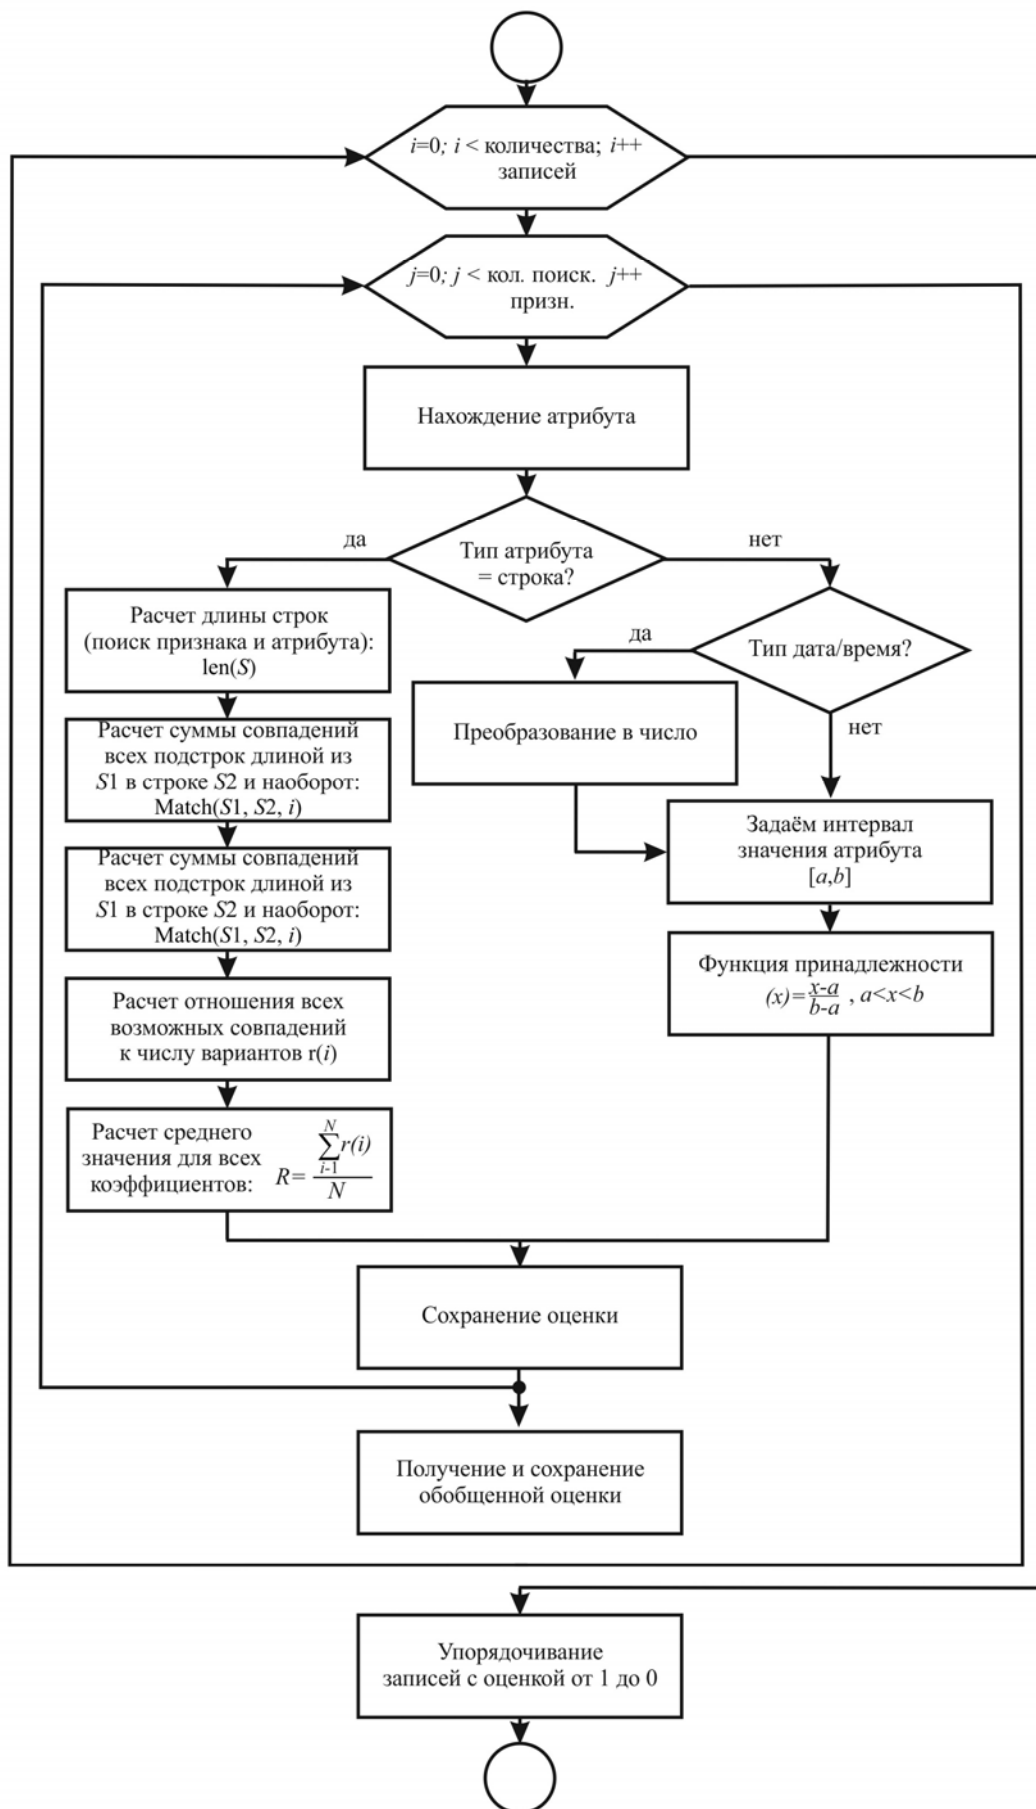 i=0; i < количества; i++
записей
j=0; j < кол. поиск. j++
призн.
Нахождение атрибута
да
Тип атрибута
= строка?
нет
Расчет длины строк
(поиск признака и атрибута):
len(S)
да
Тип дата/время?
Расчет суммы совпадений
всех подстрок длиной из
S1 в строке S2 и наоборот:
Match(S1, S2, i)
Преобразование в число
нет
Задаём интервал
значения атрибута
[a,b]
Расчет суммы совпадений
всех подстрок длиной из
S1 в строке S2 и наоборот:
Match(S1, S2, i)
Функция принадлежности
(x)=x-a/b-a , a<x<b
Расчет отношения всех
возможных совпадений
к числу вариантов r(i)
Расчет среднего
значения для всех
коэффициентов:
R= N ∑ i-1 r(i) / N
Сохранение оценки
Получение и сохранение
обобщенной оценки
Упорядочивание
записей с оценкой от 1 до 0